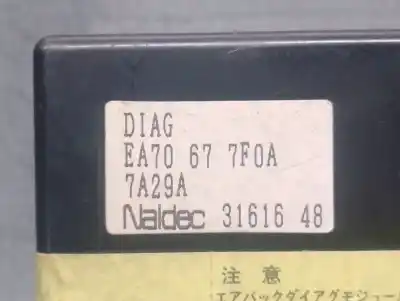 DIAG
EA70 67 7F0A
7A29A
Naldec 31616 48
注 意
エアバックダイアグモジュール